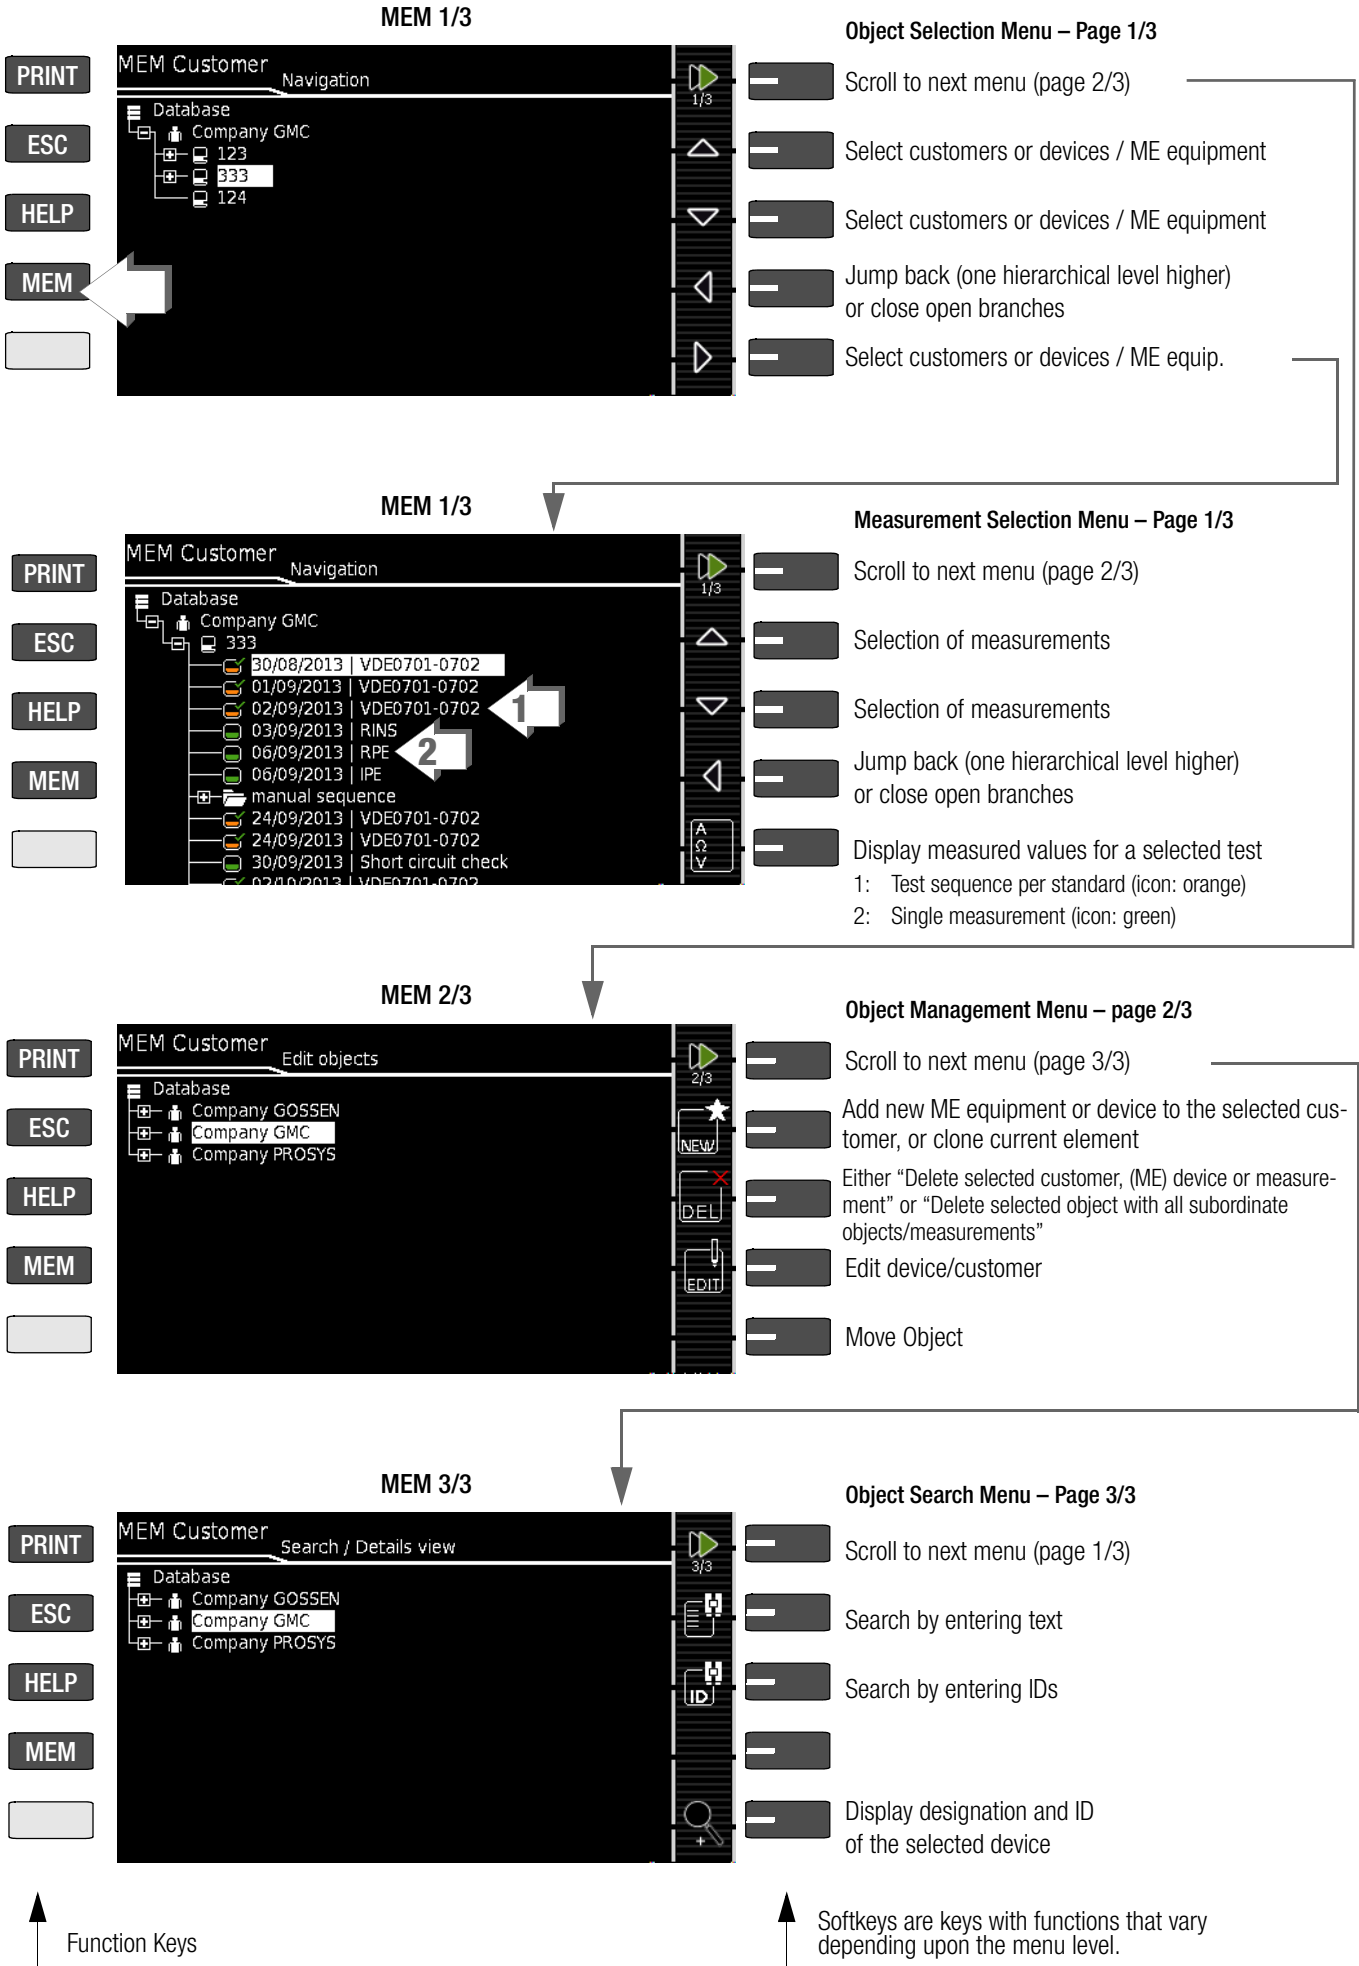 MEM 1/3
Object Selection Menu – Page 1/3
PRINT
ESC
HELP
MEM
MEM Customer
Navigation
Database
Company GMC
123
333
124
1/3
Scroll to next menu (page 2/3)
Select customers or devices / ME equipment
Select customers or devices / ME equipment
Jump back (one hierarchical level higher)
or close open branches
Select customers or devices / ME equip.
MEM 1/3
Measurement Selection Menu – Page 1/3
PRINT
ESC
HELP
MEM
MEM Customer
Navigation
Database
Company GMC
333
30/08/2013 | VDE0701-0702
01/09/2013 | VDE0701-0702
02/09/2013 | VDE0701-0702
1
03/09/2013 | RINS
06/09/2013 | RPE
2
06/09/2013 | IPE
manual sequence
24/09/2013 | VDE0701-0702
24/09/2013 | VDE0701-0702
30/09/2013 | Short circuit check
02/10/2013 | VDE0701-0702
1/3
A
Ω
V
Scroll to next menu (page 2/3)
Selection of measurements
Selection of measurements
Jump back (one hierarchical level higher)
or close open branches
Display measured values for a selected test
1: Test sequence per standard (icon: orange)
2: Single measurement (icon: green)
MEM 2/3
Object Management Menu – page 2/3
PRINT
ESC
HELP
MEM
MEM Customer
Edit objects
Database
Company GOSSEN
Company GMC
Company PROSYS
2/3
NEW
DEL
EDIT
Scroll to next menu (page 3/3)
Add new ME equipment or device to the selected cus-
tomer, or clone current element
Either “Delete selected customer, (ME) device or measure-
ment” or “Delete selected object with all subordinate
objects/measurements”
Edit device/customer
Move Object
MEM 3/3
Object Search Menu – Page 3/3
PRINT
ESC
HELP
MEM
MEM Customer
Search / Details view
Database
Company GOSSEN
Company GMC
Company PROSYS
3/3
ID
+
Scroll to next menu (page 1/3)
Search by entering text
Search by entering IDs
Display designation and ID
of the selected device
Function Keys
Softkeys are keys with functions that vary
depending upon the menu level.